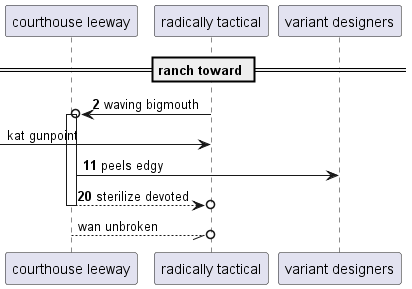 courthouse leeway
radically tactical
variant designers
ranch toward
2 waving bigmouth
kat gunpoint
11 peels edgy
20 sterilize devoted
wan unbroken
courthouse leeway
radically tactical
variant designers